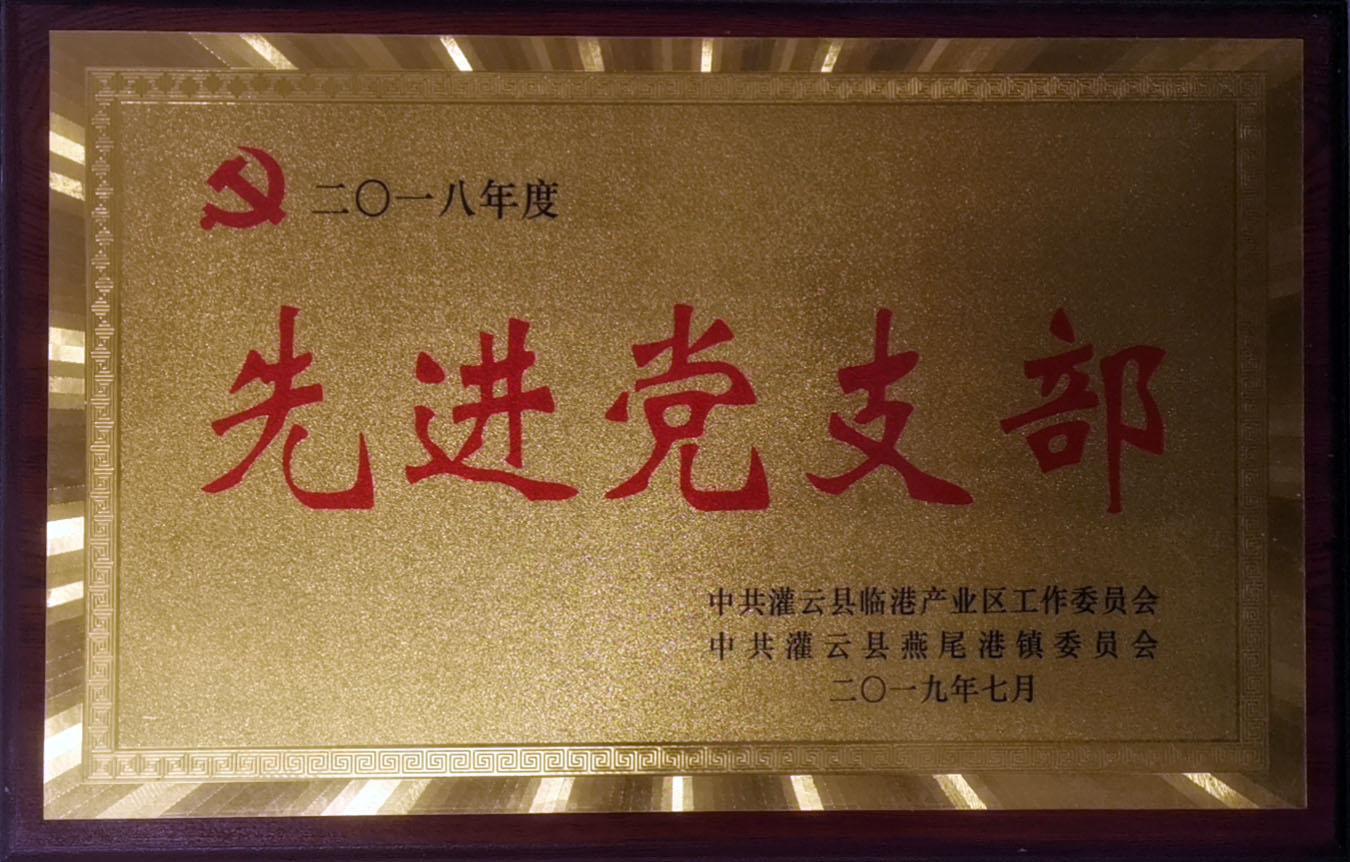 二〇一八年度
先进党支部
中共灌云县临港产业区工作委员会
中共灌云县燕尾港镇委员会
二〇一九年七月